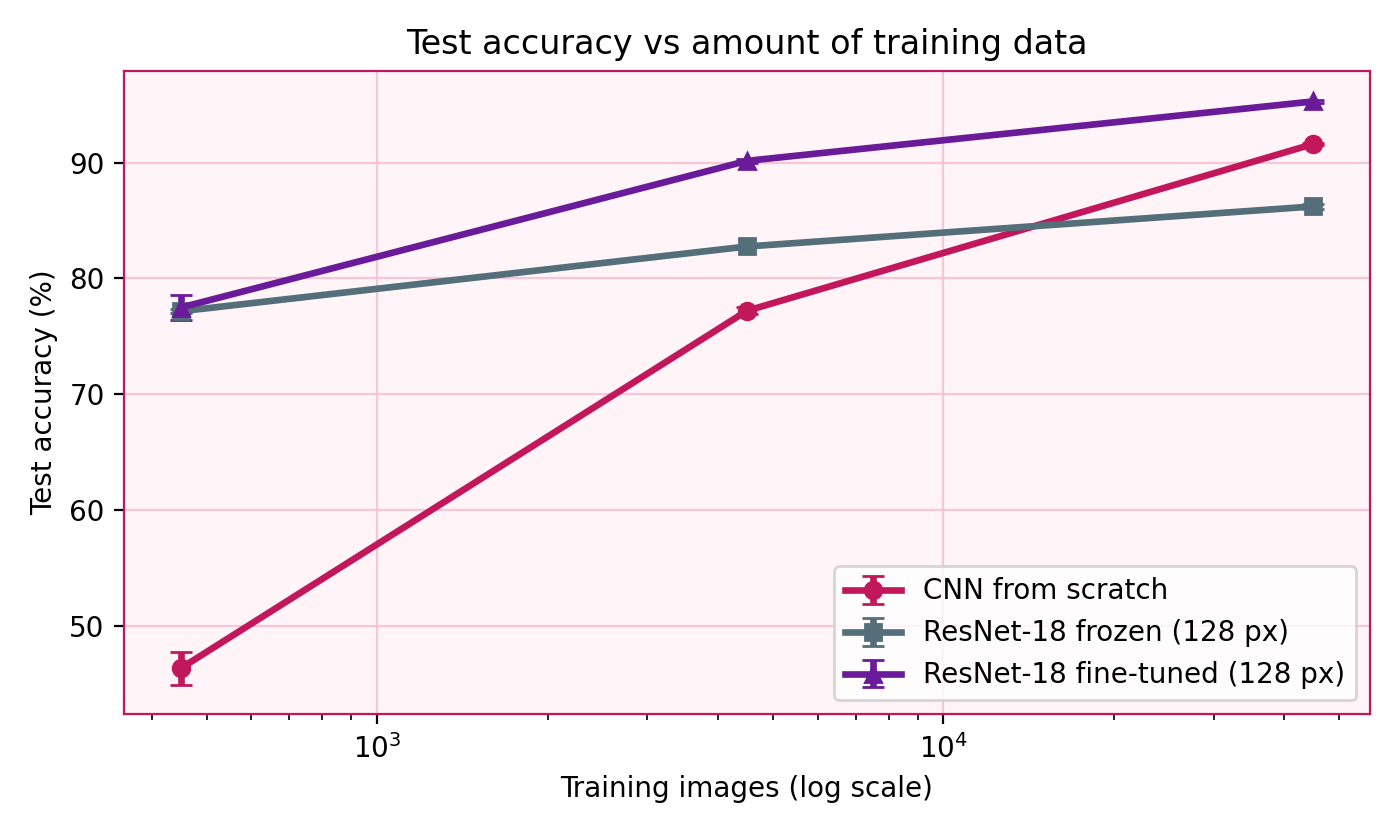 Test accuracy vs amount of training data
Test accuracy (%)
90
80
70
60
50
CNN from scratch
ResNet-18 frozen (128 px)
ResNet-18 fine-tuned (128 px)
10³
10⁴
Training images (log scale)